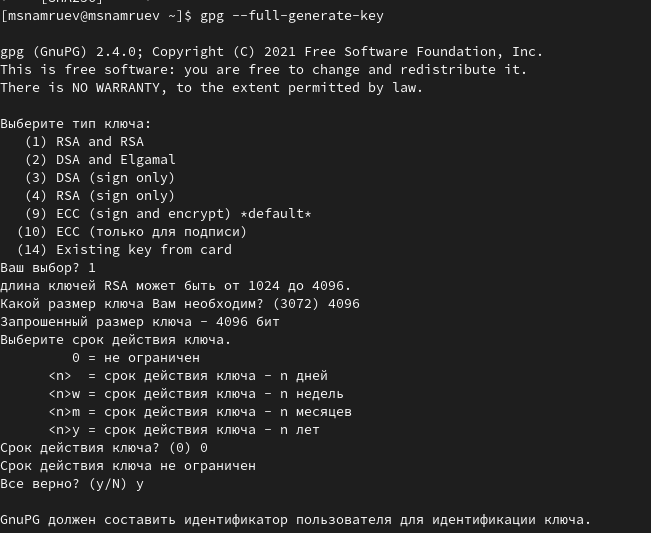 [msnamruev@msnamruev ~]$ gpg --full-generate-key
gpg (GnuPG) 2.4.0; Copyright (C) 2021 Free Software Foundation, Inc.
This is free software: you are free to change and redistribute it.
There is NO WARRANTY, to the extent permitted by law.
Выберите тип ключа:
(1) RSA and RSA
(2) DSA and Elgamal
(3) DSA (sign only)
(4) RSA (sign only)
(9) ECC (sign and encrypt) *default*
(10) ECC (только для подписи)
(14) Existing key from card
Ваш выбор? 1
длина ключей RSA может быть от 1024 до 4096.
Какой размер ключа Вам необходим? (3072) 4096
Запрошенный размер ключа - 4096 бит
Выберите срок действия ключа.
0 = не ограничен
<n>  = срок действия ключа - n дней
<n>w = срок действия ключа - n недель
<n>m = срок действия ключа - n месяцев
<n>y = срок действия ключа - n лет
Срок действия ключа? (0) 0
Срок действия ключа не ограничен
Все верно? (y/N) y
GnuPG должен составить идентификатор пользователя для идентификации ключа.